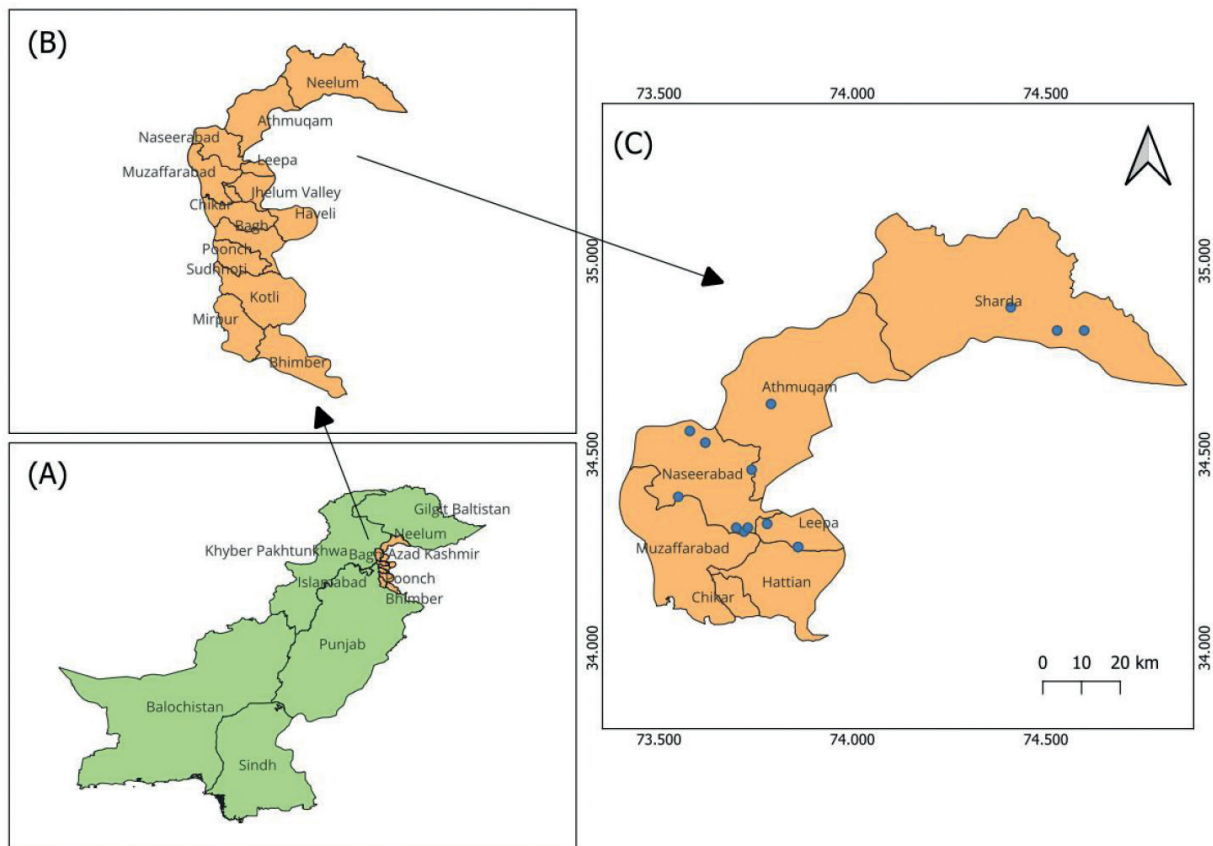 (B)
Neelum
Athmuqam
Naseerabad
Leepa
Muzaffarabad
Jhelum Valley
Chikar
Haveli
Bagh
Poonch
Sudhnoti
Kotli
Mirpur
Bhimber
(A)
Gilgit Baltistan
Neelum
Khyber Pakhtunkhwa
Bagh
Azad Kashmir
Islamabad
Poonch
Bhimber
Punjab
Balochistan
Sindh
73.500 74.000 74.500
(C)
35.000 35.000
Sharda
Athmuqam
34.500 34.500
Naseerabad
Leepa
Muzaffarabad
Hattian
Chikar
34.000 34.000
0 10 20 km
73.500 74.000 74.500